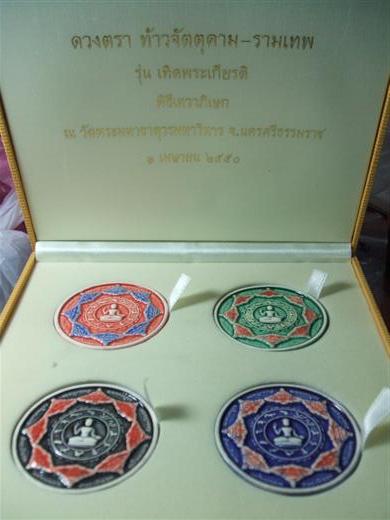 ดวงตรา ท้าวจัตตุคาม-รามเทพ
รุ่น เทิดพระเกียรติ
พิธีเทวาภิเษก
ณ วัดพระมหาธาตุวรมหาวิหาร จ.นครศรีธรรมราช
๑ เมษายน ๒๕๕๐